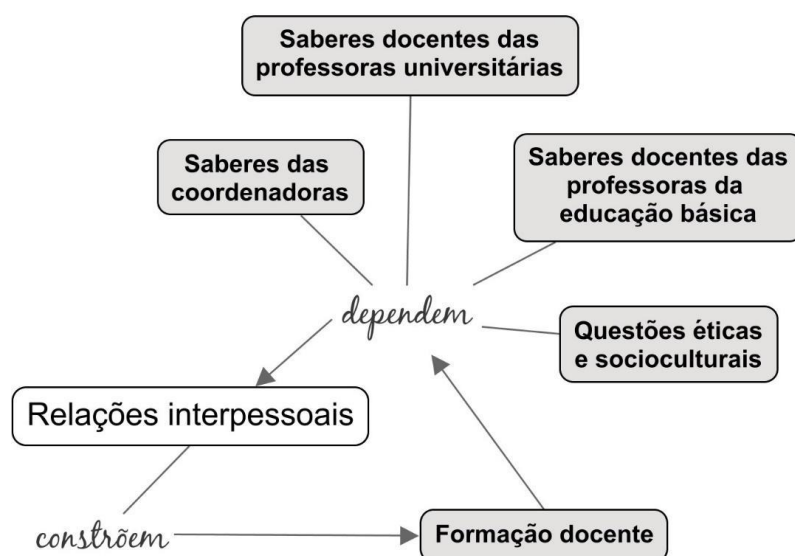 Saberes docentes das
professoras universitárias
Saberes das
coordenadoras
Saberes docentes das
professoras da
educação básica
dependem
Questões éticas
e socioculturais
Relações interpessoais
constrõem
Formação docente